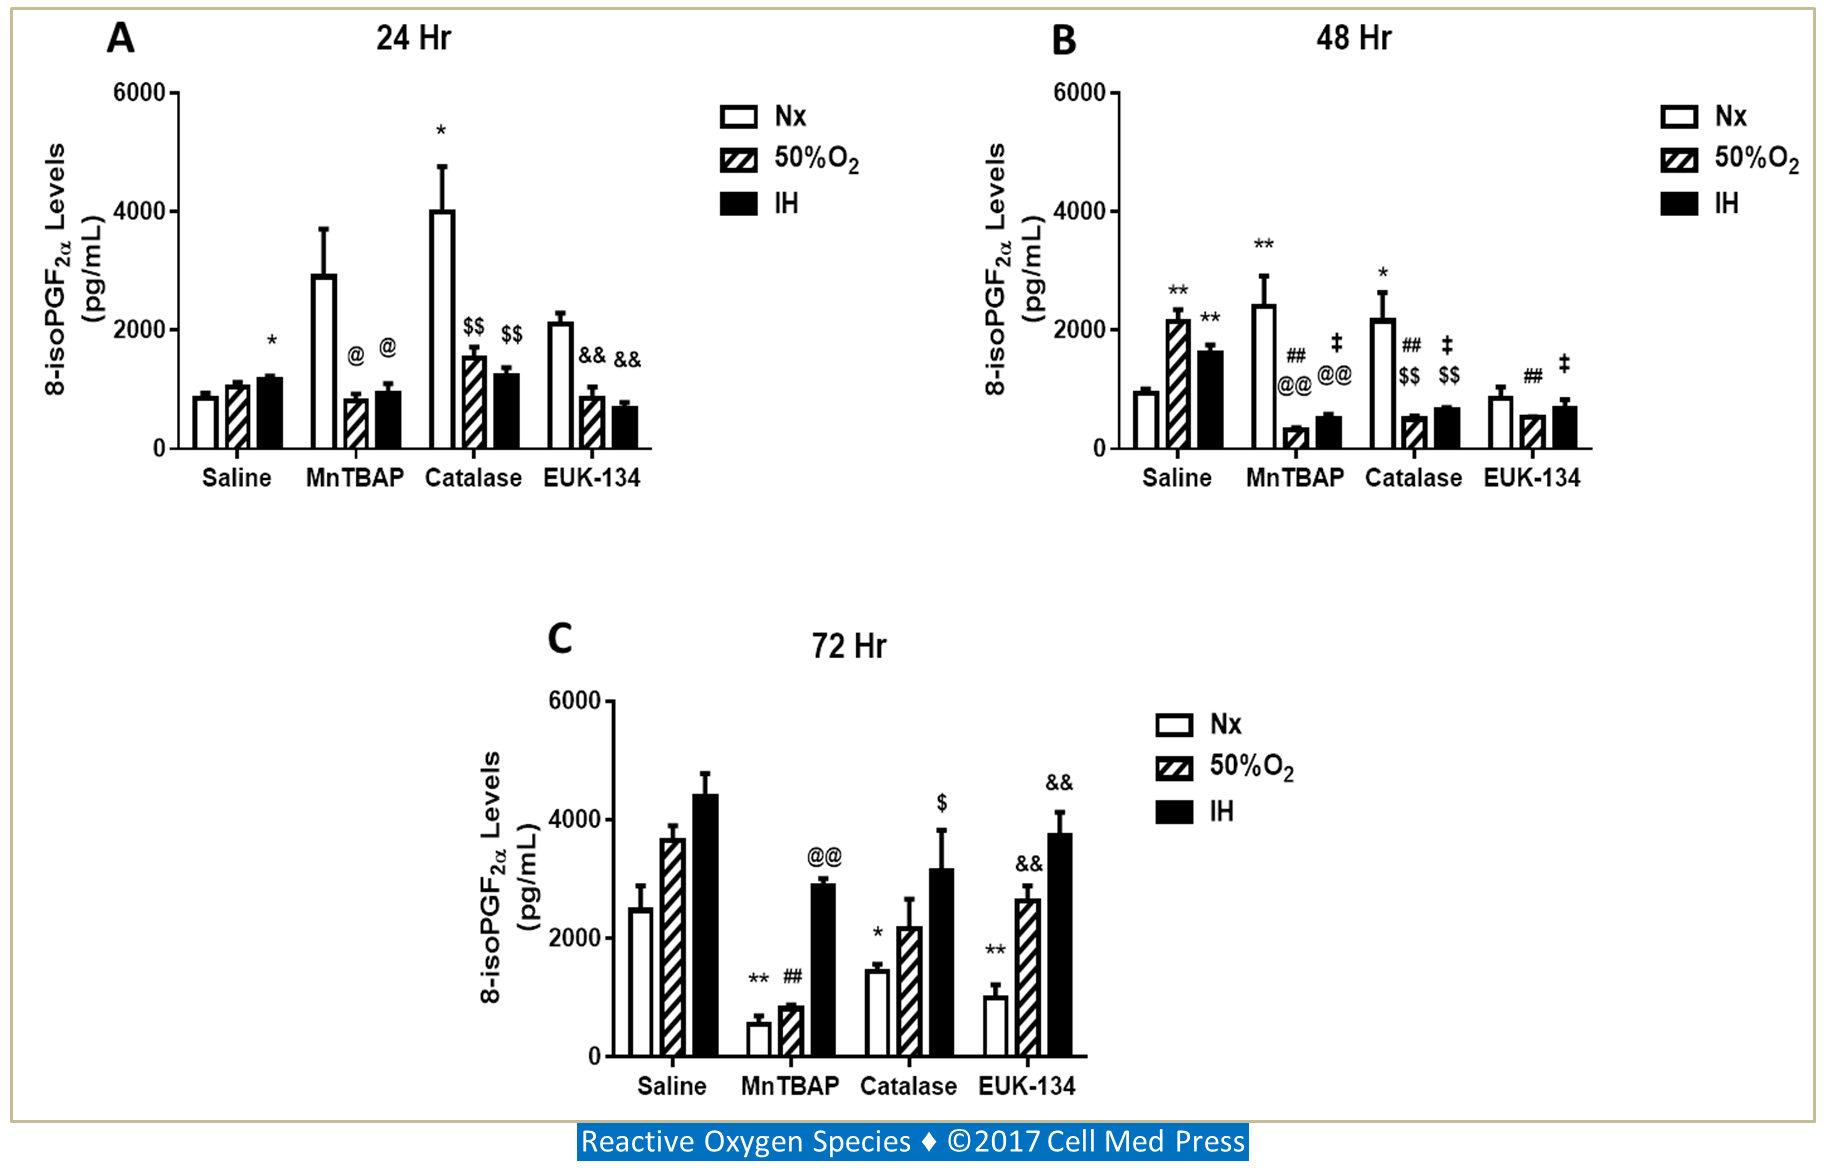 A
24 Hr
6000
4000
2000
0
8-isoPGF2α Levels
(pg/mL)
*
@
@
*
$$
$$
&&
&&
Saline
MnTBAP
Catalase
EUK-134
Nx
50%O2
IH
B
48 Hr
6000
4000
2000
0
8-isoPGF2α Levels
(pg/mL)
**
**
**
##
@@
‡
@@
*
##
$$
‡
$$
##
‡
Saline
MnTBAP
Catalase
EUK-134
Nx
50%O2
IH
C
72 Hr
6000
4000
2000
0
8-isoPGF2α Levels
(pg/mL)
**
##
@@
*
$
**
&&
&&
Saline
MnTBAP
Catalase
EUK-134
Nx
50%O2
IH
Reactive Oxygen Species ♦ ©2017 Cell Med Press